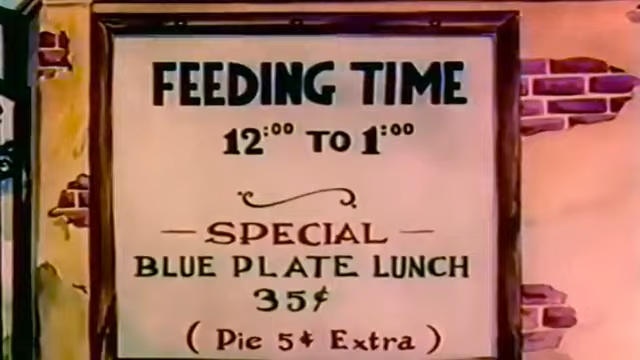 FEEDING TIME
12:00 TO 1:00
— SPECIAL —
BLUE PLATE LUNCH
35¢
( Pie 5¢ Extra )